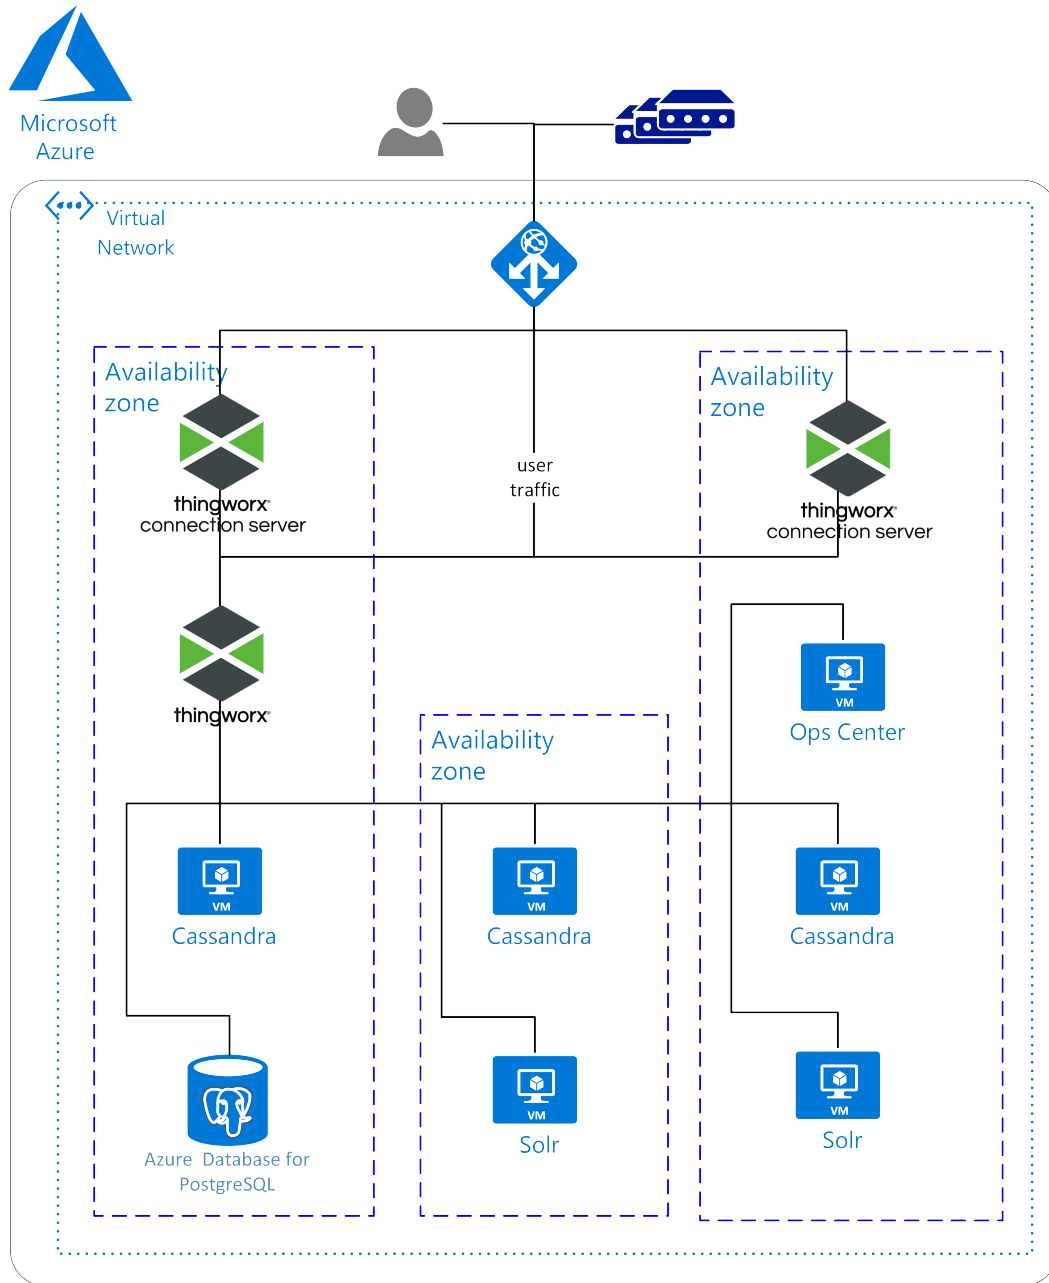 Microsoft
Azure
Virtual
Network
Availability
zone
Availability
zone
thingworx®
connection server
user
traffic
thingworx®
connection server
thingworx®
VM
Ops Center
Availability
zone
VM
Cassandra
VM
Cassandra
VM
Cassandra
Azure Database for
PostgreSQL
VM
Solr
VM
Solr